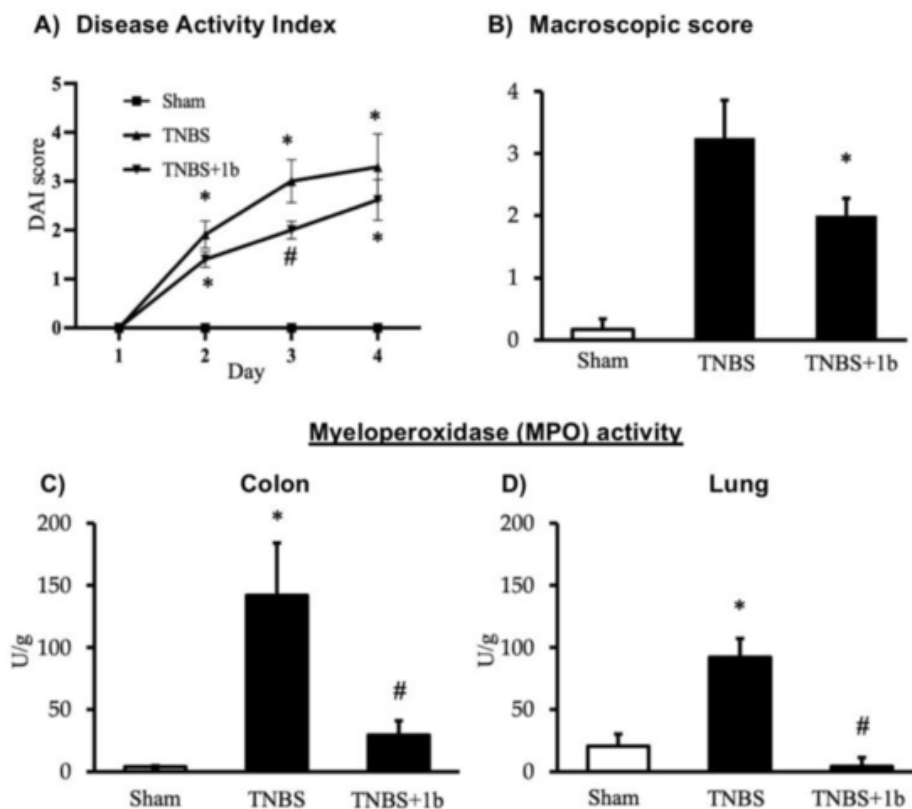 A) Disease Activity Index
5
4
3
2
1
0
DAI score
Sham
TNBS
TNBS+1b
*
*
*
*
#
*
1 2 3 4
Day
B) Macroscopic score
4
3
2
1
0
*
Sham TNBS TNBS+1b
Myeloperoxidase (MPO) activity
C) Colon
200
150
100
50
0
U/g
*
#
Sham TNBS TNBS+1b
D) Lung
200
150
100
50
0
U/g
*
#
Sham TNBS TNBS+1b